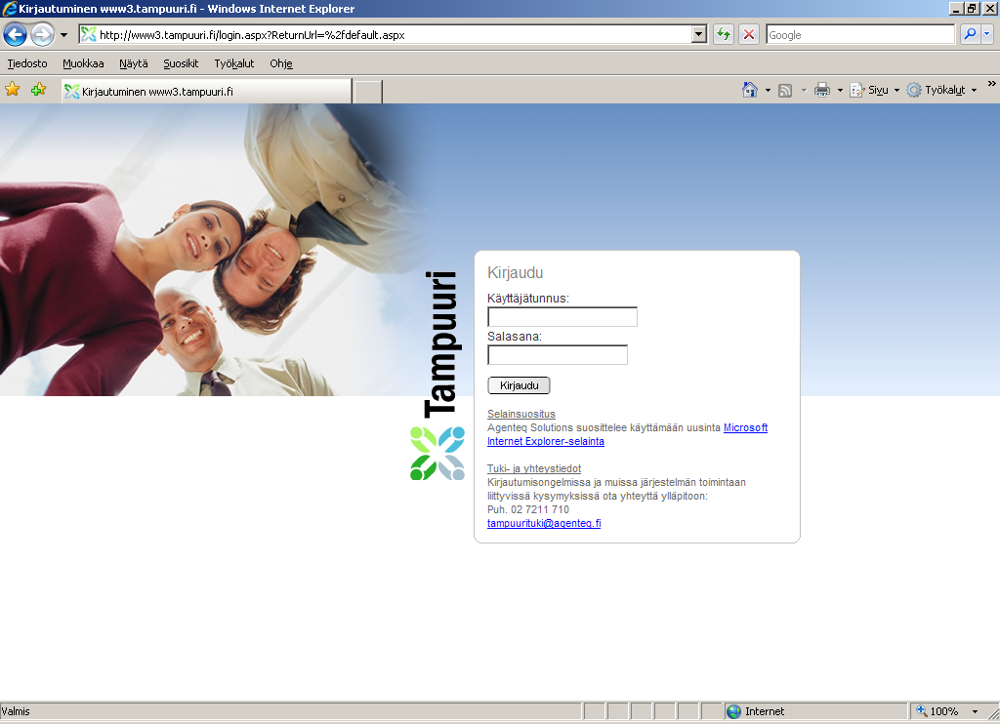 Kirjautuminen www3.tampuuri.fi - Windows Internet Explorer
http://www3.tampuuri.fi/login.aspx?ReturnUrl=%2fdefault.aspx
Google
Tiedosto Muokkaa Näytä Suosikit Työkalut Ohje
Kirjautuminen www3.tampuuri.fi
Sivu Työkalut »
Tampuuri
Kirjaudu
Käyttäjätunnus:
Salasana:
Kirjaudu
Selainsuositus
Agenteq Solutions suosittelee käyttämään uusinta Microsoft
Internet Explorer-selainta
Tuki- ja yhteystiedot
Kirjautumisongelmissa ja muissa järjestelmän toimintaan
liittyvissä kysymyksissä ota yhteyttä ylläpitoon:
Puh. 02 7211 710
tampuurituki@agenteq.fi
Valmis
Internet
100%